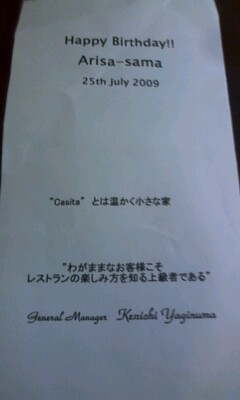 Happy Birthday!!
Arisa-sama
25th July 2009
"Casita" とは温かく小さな家
"わがままなお客様こそ
レストランの楽しみ方を知る上級者である"
General Manager Kenichi Yaginuma